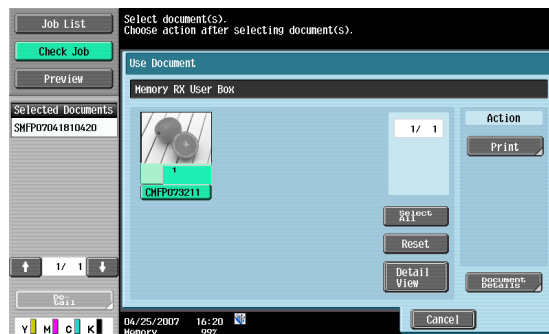 Job List
Check Job
Preview
Selected Documents
SMFP07041810420
1/ 1
De-
tail
Y M C K
Select document(s).
Choose action after selecting document(s).
Use Document
Memory RX User Box
1
CMFP073211
1/ 1
Select
All
Reset
Detail
View
Action
Print
Document
Details
04/25/2007 16:20
Memory 99%
Cancel